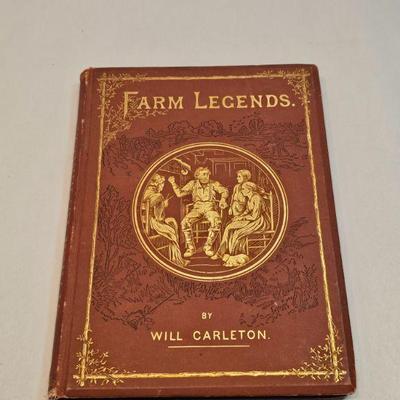 FARM LEGENDS.
BY
WILL CARLETON.